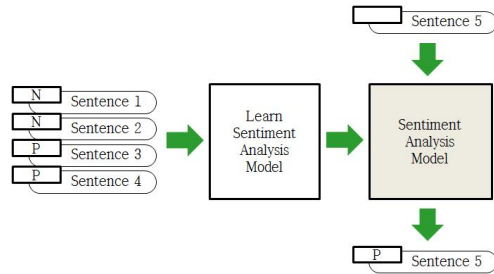 Sentence 5
N
Sentence 1
N
Sentence 2
P
Sentence 3
P
Sentence 4
Learn
Sentiment
Analysis
Model
Sentiment
Analysis
Model
P
Sentence 5